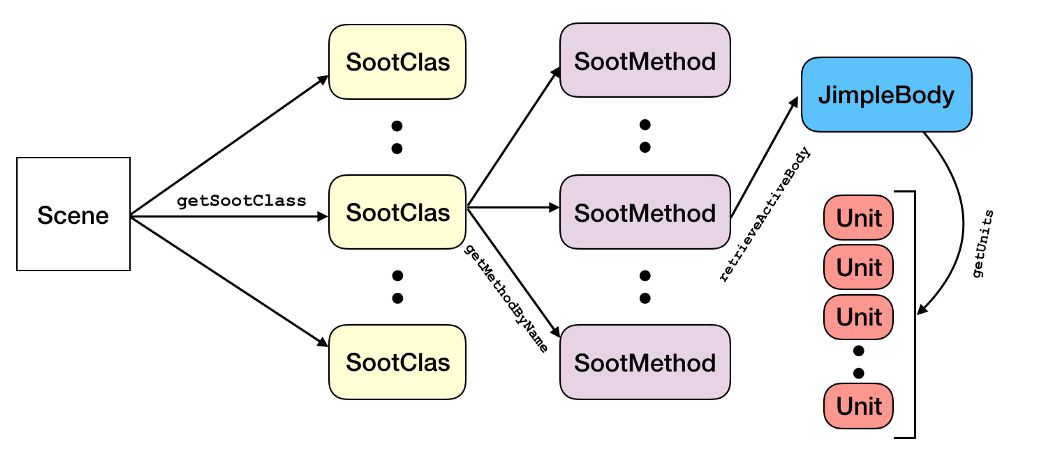 Scene
getSootClass
SootClas
SootClas
SootClas
getMethodByName
SootMethod
SootMethod
SootMethod
retrieveActiveBody
JimpleBody
getUnits
Unit
Unit
Unit
Unit